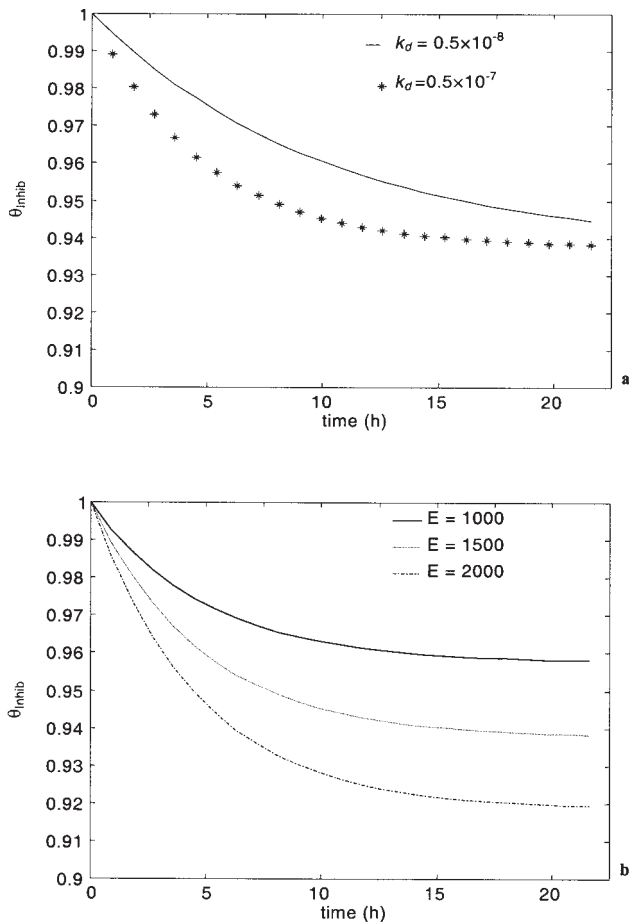 1
0.99
0.98
0.97
0.96
0.95
0.94
0.93
0.92
0.91
0.9
θInhib
kd = 0.5×10-8
kd=0.5×10-7
0 5 10 15 20
time (h)
a
1
0.99
0.98
0.97
0.96
0.95
0.94
0.93
0.92
0.91
0.9
θInhib
E = 1000
E = 1500
E = 2000
0 5 10 15 20
time (h)
b